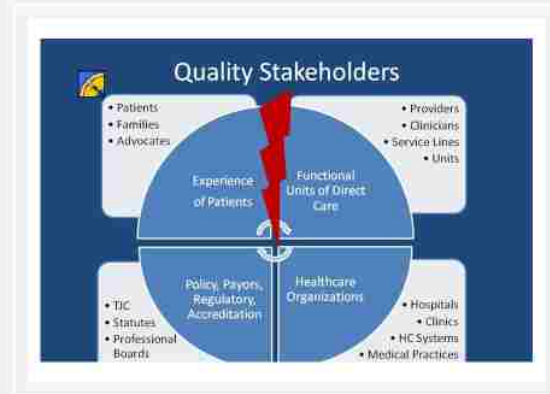 Quality Stakeholders
• Patients
• Families
• Advocates
• Providers
• Clinicians
• Service Lines
• Units
Experience
of Patients
Functional
Units of Direct
Care
Policy, Payors,
Regulatory,
Accreditation
Healthcare
Organizations
• TJC
• Statutes
• Professional
Boards
• Hospitals
• Clinics
• HC Systems
• Medical Practices